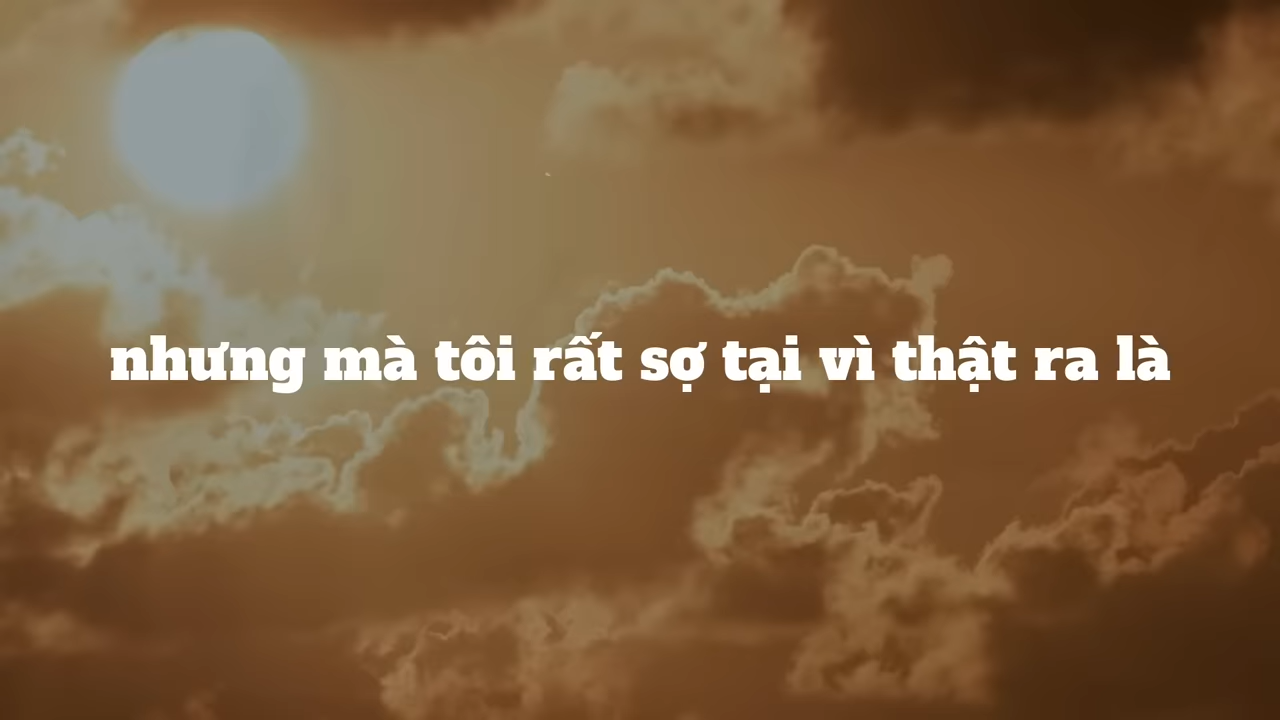 nhưng mà tôi rất sợ tại vì thật ra là